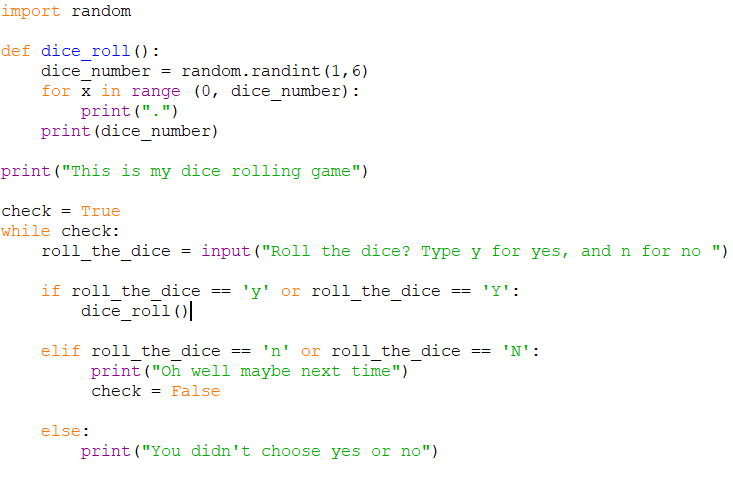 import random
def dice_roll():
    dice_number = random.randint(1,6)
    for x in range (0, dice_number):
        print(".")
    print(dice_number)
print("This is my dice rolling game")
check = True
while check:
    roll_the_dice = input("Roll the dice? Type y for yes, and n for no ")
    if roll_the_dice == 'y' or roll_the_dice == 'Y':
        dice_roll()
    elif roll_the_dice == 'n' or roll_the_dice == 'N':
         print("Oh well maybe next time")
         check = False
    else:
        print("You didn't choose yes or no")